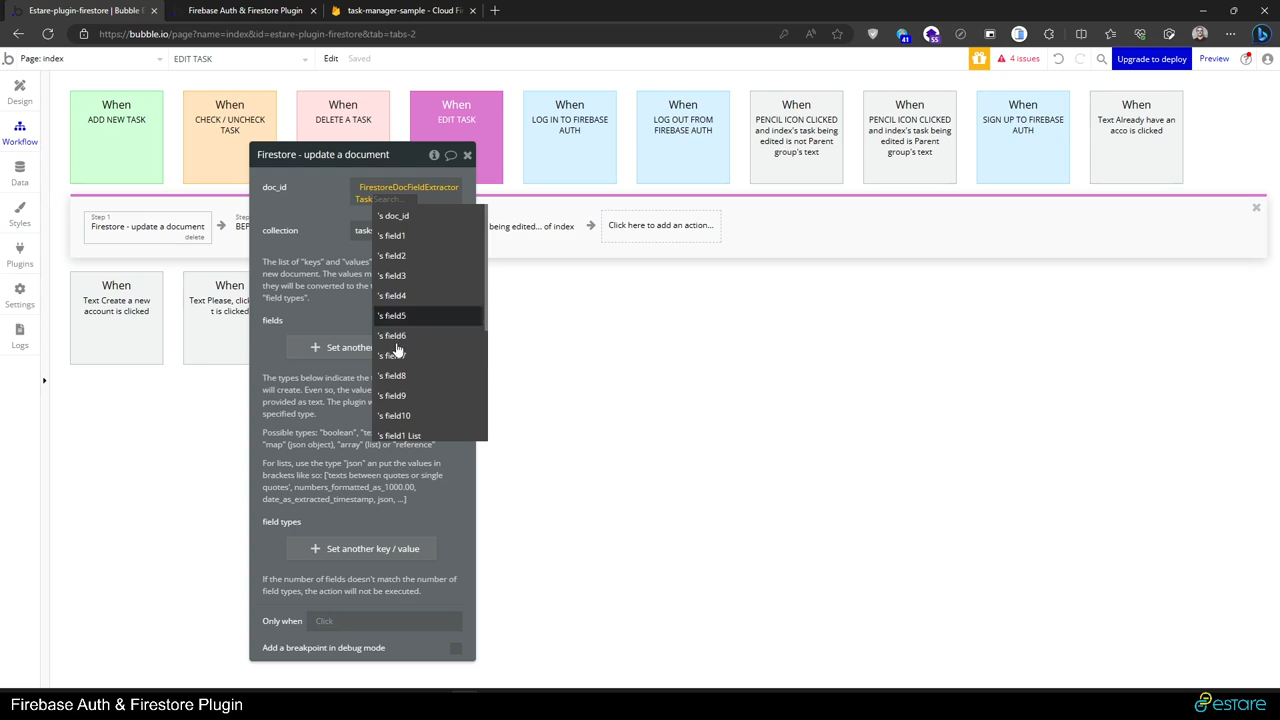 Estare-plugin-firestore | Bubble E
Firebase Auth & Firestore Plugin
task-manager-sample - Cloud Fi
https://bubble.io/page?name=index&id=estare-plugin-firestore&tab=tabs-2
41
55
Page: index
EDIT TASK
Edit
Saved
4 issues
Upgrade to deploy
Preview
Design
Workflow
Data
Styles
Plugins
Settings
Logs
When
ADD NEW TASK
When
CHECK / UNCHECK
TASK
When
DELETE A TASK
When
EDIT TASK
When
LOG IN TO FIREBASE
AUTH
When
LOG OUT FROM
FIREBASE AUTH
When
PENCIL ICON CLICKED
and index's task being
edited is not Parent
group's text
When
PENCIL ICON CLICKED
and index's task being
edited is Parent
group's text
When
SIGN UP TO FIREBASE
AUTH
When
Text Already have an
acco is clicked
Step 1
Firestore - update a document
delete
Step
BEP
being edited... of index
Click here to add an action...
When
Text Create a new
account is clicked
When
Text Please, click
t is clicked
Firestore - update a document
doc_id
FirestoreDocFieldExtractor
Task
Search...
's doc_id
's field1
's field2
's field3
's field4
's field5
's field6
's field8
's field9
's field10
's field1 List
collection
task
The list of "keys" and "values"
new document. The values m
they will be converted to the
"field types".
fields
Set another
The types below indicate the
will create. Even so, the value
provided as text. The plugin w
specified type.
Possible types: "boolean", "te
"map" (json object), "array" (list) or "reference"
For lists, use the type "json" an put the values in
brackets like so: ['texts between quotes or single
quotes', numbers_formatted_as_1000.00,
date_as_extracted_timestamp, json, ...]
field types
Set another key / value
If the number of fields doesn't match the number of
field types, the action will not be executed.
Only when
Click
Add a breakpoint in debug mode
Firebase Auth & Firestore Plugin
estare